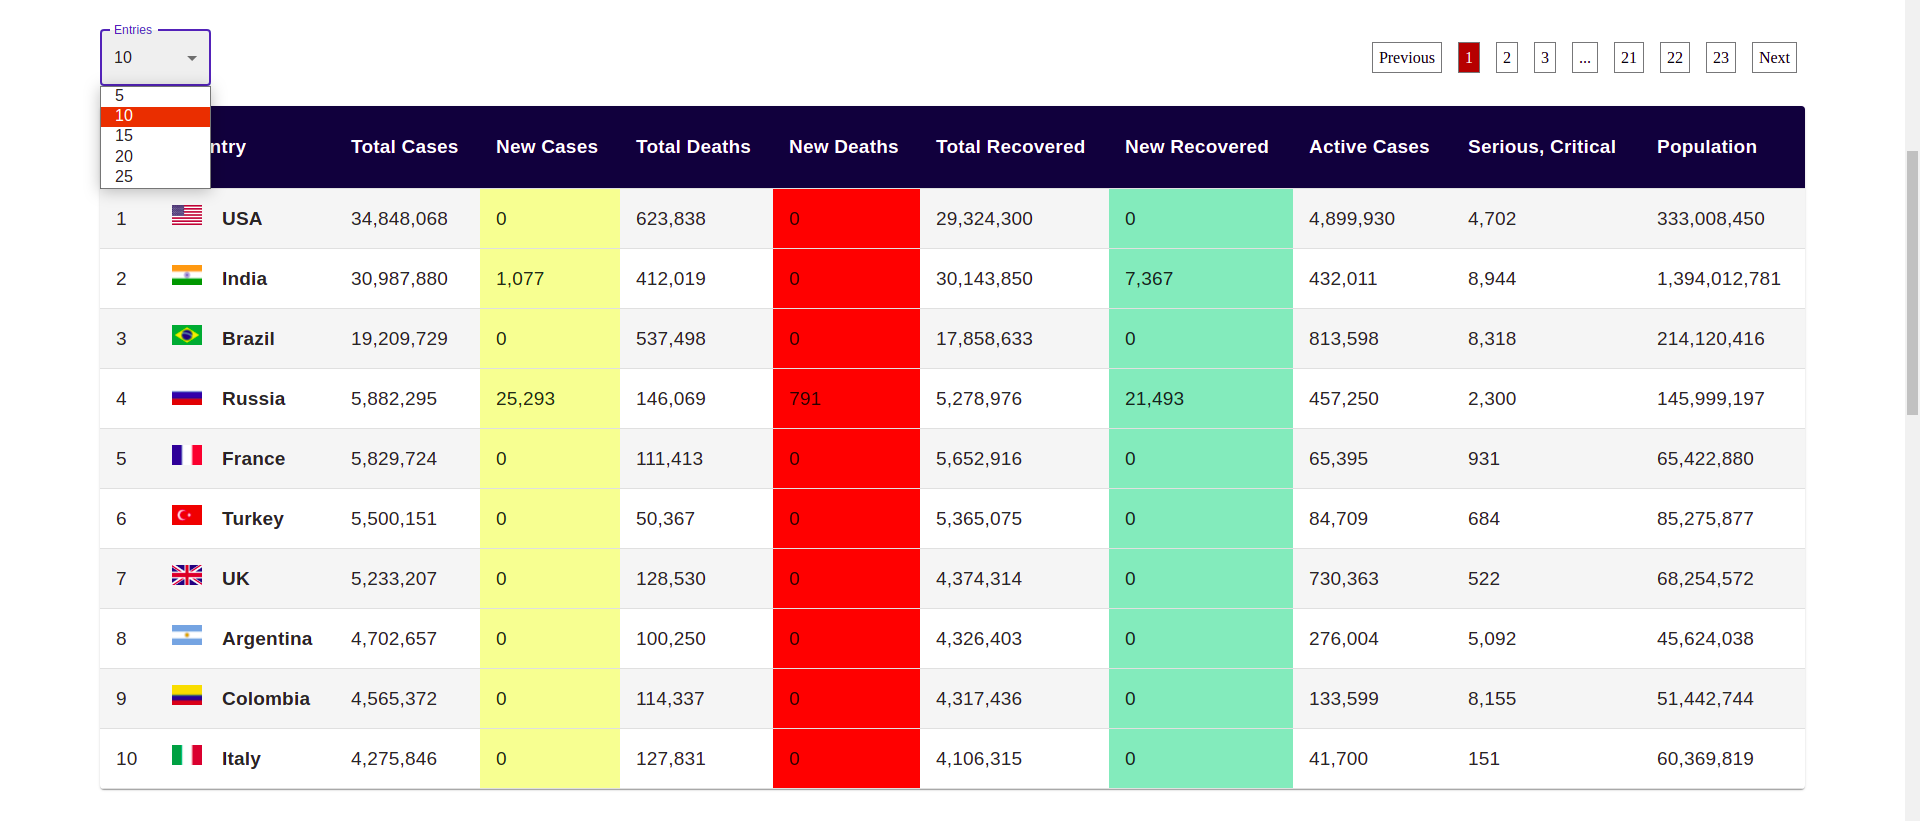 Entries
10
Previous 1 2 3 ... 21 22 23 Next
5
10
15
20
25
ntry Total Cases New Cases Total Deaths New Deaths Total Recovered New Recovered Active Cases Serious, Critical Population
1 USA 34,848,068 0 623,838 0 29,324,300 0 4,899,930 4,702 333,008,450
2 India 30,987,880 1,077 412,019 0 30,143,850 7,367 432,011 8,944 1,394,012,781
3 Brazil 19,209,729 0 537,498 0 17,858,633 0 813,598 8,318 214,120,416
4 Russia 5,882,295 25,293 146,069 791 5,278,976 21,493 457,250 2,300 145,999,197
5 France 5,829,724 0 111,413 0 5,652,916 0 65,395 931 65,422,880
6 Turkey 5,500,151 0 50,367 0 5,365,075 0 84,709 684 85,275,877
7 UK 5,233,207 0 128,530 0 4,374,314 0 730,363 522 68,254,572
8 Argentina 4,702,657 0 100,250 0 4,326,403 0 276,004 5,092 45,624,038
9 Colombia 4,565,372 0 114,337 0 4,317,436 0 133,599 8,155 51,442,744
10 Italy 4,275,846 0 127,831 0 4,106,315 0 41,700 151 60,369,819